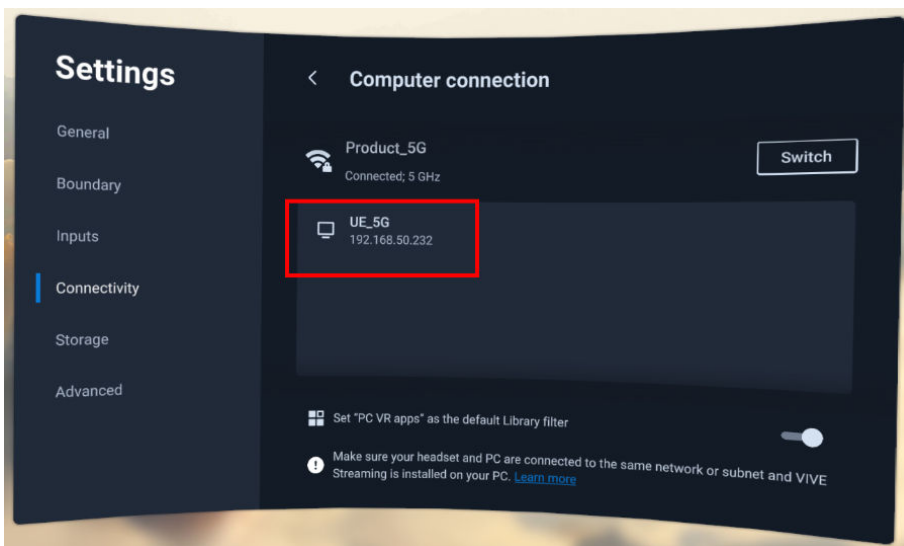 Settings
General
Boundary
Inputs
Connectivity
Storage
Advanced
Computer connection
Product_5G
Connected; 5 GHz
Switch
UE_5G
192.168.50.232
Set "PC VR apps" as the default Library filter
Make sure your headset and PC are connected to the same network or subnet and VIVE
Streaming is installed on your PC. Learn more